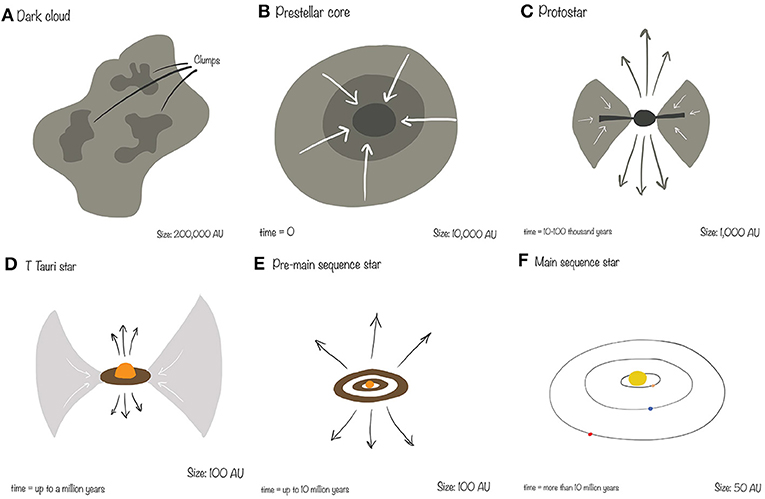 A Dark cloud
Clumps
Size: 200,000 AU
B Prestellar core
time = 0
Size: 10,000 AU
C Protostar
time = 10-100 thousand years
Size: 1,000 AU
D T Tauri star
time = up to a million years
Size: 100 AU
E Pre-main sequence star
time = up to 10 million years
Size: 100 AU
F Main sequence star
time = more than 10 million years
Size: 50 AU